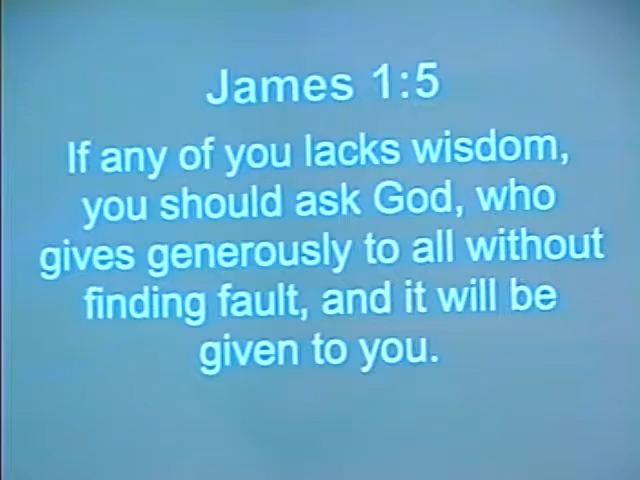 James 1:5
If any of you lacks wisdom,
you should ask God, who
gives generously to all without
finding fault, and it will be
given to you.